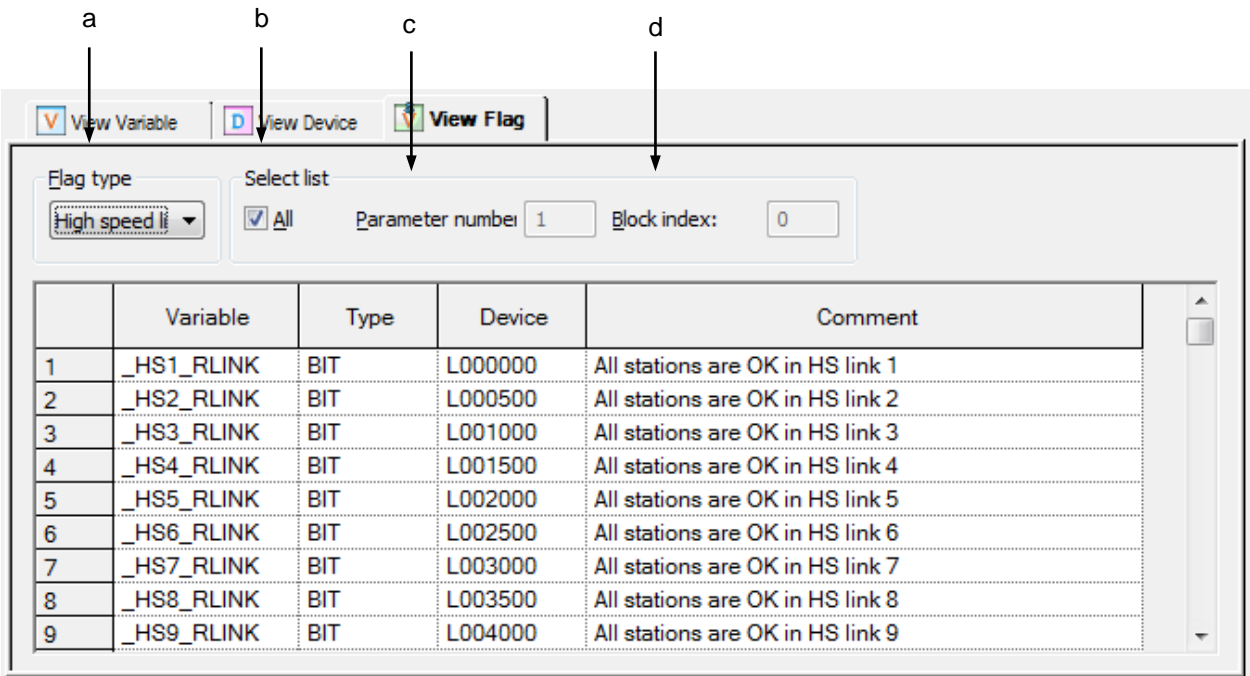 a b c d
View Variable View Device View Flag
Flag type Select list
High speed li All Parameter number 1 Block index: 0
Variable Type Device Comment
1 _HS1_RLINK BIT L000000 All stations are OK in HS link 1
2 _HS2_RLINK BIT L000500 All stations are OK in HS link 2
3 _HS3_RLINK BIT L001000 All stations are OK in HS link 3
4 _HS4_RLINK BIT L001500 All stations are OK in HS link 4
5 _HS5_RLINK BIT L002000 All stations are OK in HS link 5
6 _HS6_RLINK BIT L002500 All stations are OK in HS link 6
7 _HS7_RLINK BIT L003000 All stations are OK in HS link 7
8 _HS8_RLINK BIT L003500 All stations are OK in HS link 8
9 _HS9_RLINK BIT L004000 All stations are OK in HS link 9